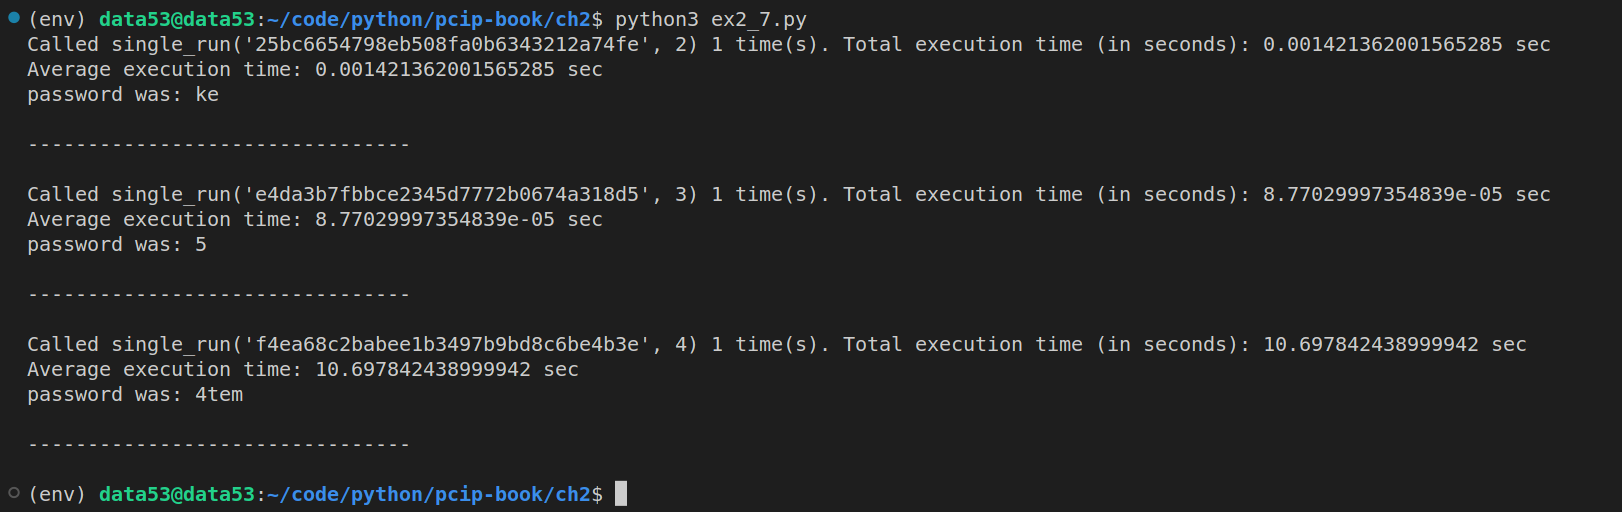 (env) data53@data53:~/code/python/pcip-book/ch2$ python3 ex2_7.py
Called single_run('25bc6654798eb508fa0b6343212a74fe', 2) 1 time(s). Total execution time (in seconds): 0.001421362001565285 sec
Average execution time: 0.001421362001565285 sec
password was: ke
--------------------------------
Called single_run('e4da3b7fbbce2345d7772b0674a318d5', 3) 1 time(s). Total execution time (in seconds): 8.77029997354839e-05 sec
Average execution time: 8.77029997354839e-05 sec
password was: 5
--------------------------------
Called single_run('f4ea68c2babee1b3497b9bd8c6be4b3e', 4) 1 time(s). Total execution time (in seconds): 10.697842438999942 sec
Average execution time: 10.697842438999942 sec
password was: 4tem
--------------------------------
(env) data53@data53:~/code/python/pcip-book/ch2$